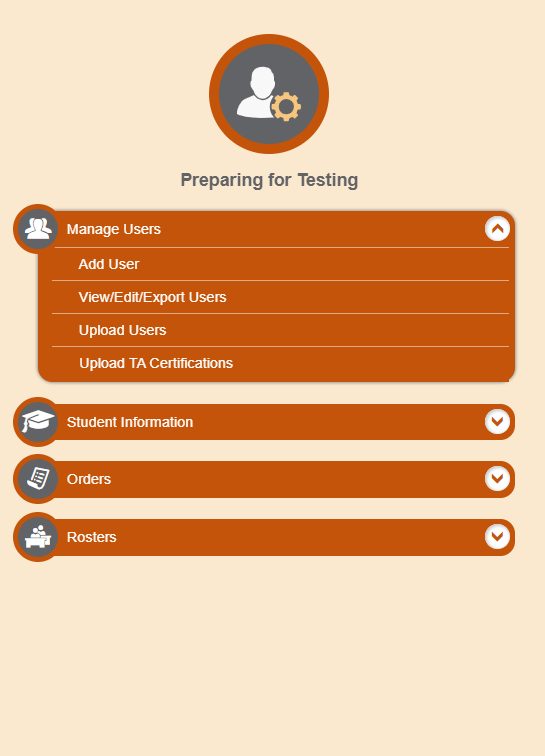 Preparing for Testing
Manage Users
Add User
View/Edit/Export Users
Upload Users
Upload TA Certifications
Student Information
Orders
Rosters